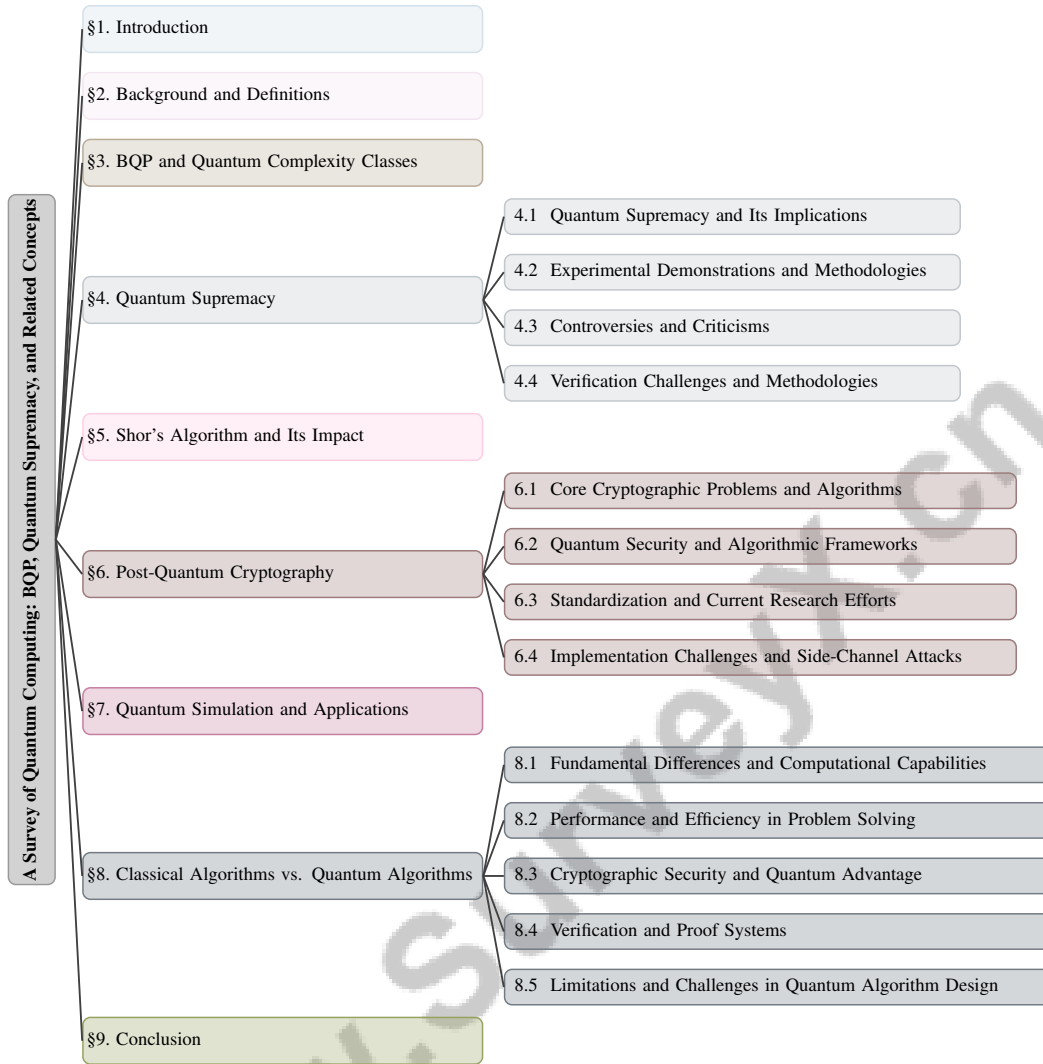 A Survey of Quantum Computing: BQP, Quantum Supremacy, and Related Concepts
§1. Introduction
§2. Background and Definitions
§3. BQP and Quantum Complexity Classes
§4. Quantum Supremacy
4.1 Quantum Supremacy and Its Implications
4.2 Experimental Demonstrations and Methodologies
4.3 Controversies and Criticisms
4.4 Verification Challenges and Methodologies
§5. Shor's Algorithm and Its Impact
§6. Post-Quantum Cryptography
6.1 Core Cryptographic Problems and Algorithms
6.2 Quantum Security and Algorithmic Frameworks
6.3 Standardization and Current Research Efforts
6.4 Implementation Challenges and Side-Channel Attacks
§7. Quantum Simulation and Applications
§8. Classical Algorithms vs. Quantum Algorithms
8.1 Fundamental Differences and Computational Capabilities
8.2 Performance and Efficiency in Problem Solving
8.3 Cryptographic Security and Quantum Advantage
8.4 Verification and Proof Systems
8.5 Limitations and Challenges in Quantum Algorithm Design
§9. Conclusion
www.SurveyX.cn